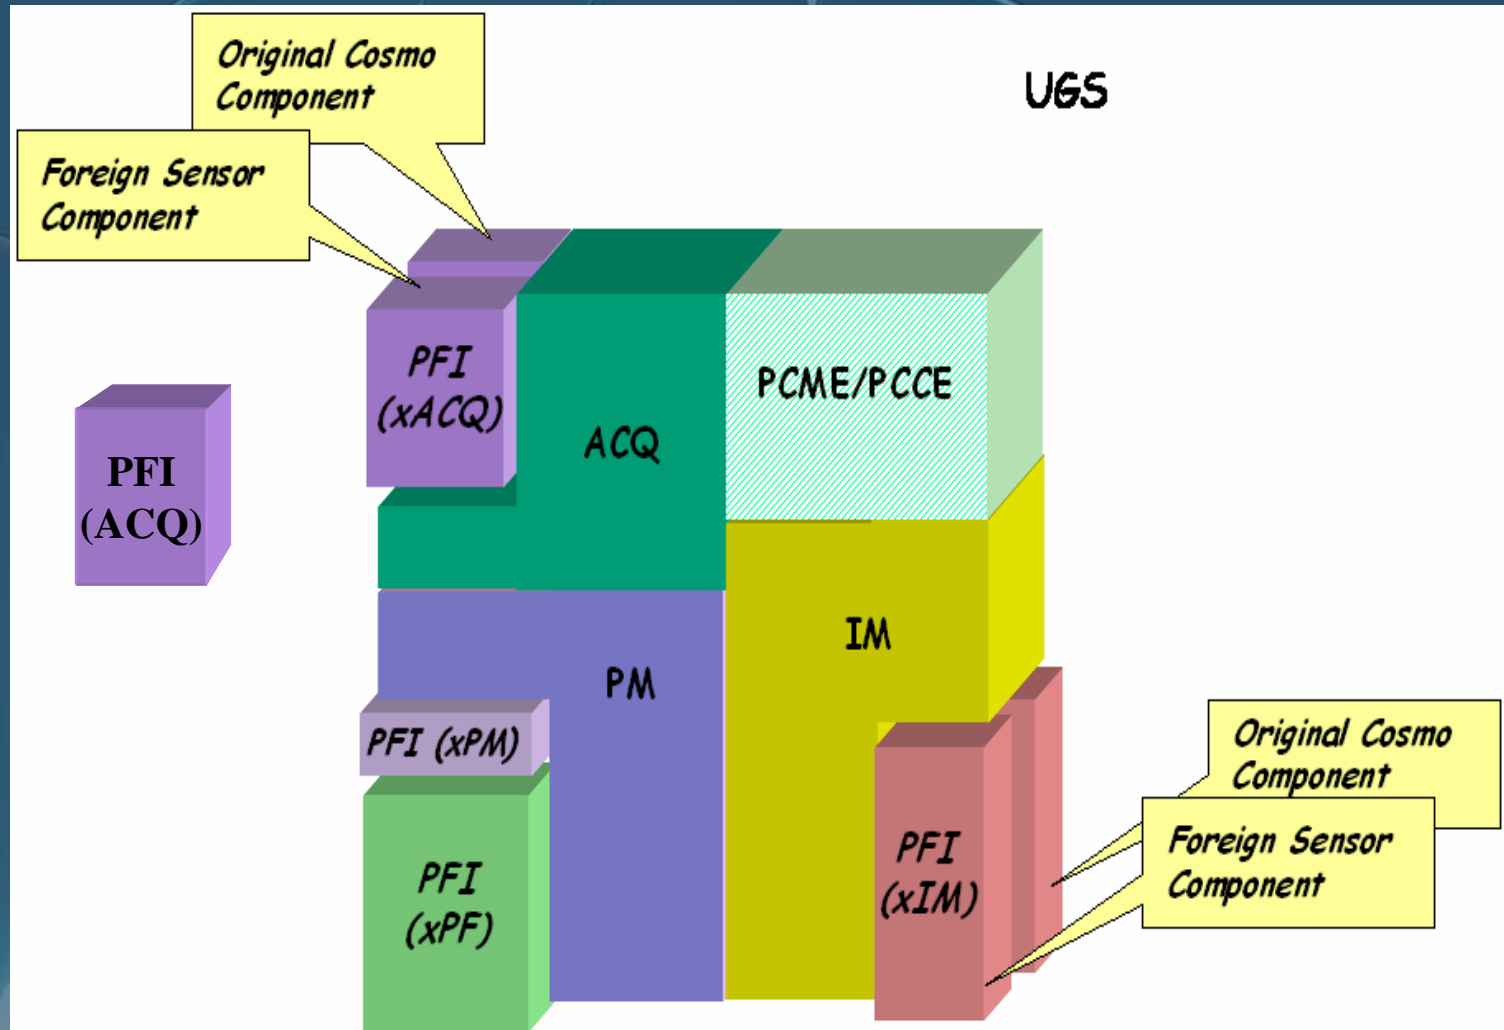 Original Cosmo
Component
UGS
Foreign Sensor
Component
PFI
(xACQ)
PCME/PCCE
ACQ
PFI
(ACQ)
IM
PM
PFI (xPM)
Original Cosmo
Component
Foreign Sensor
Component
PFI
(xIM)
PFI
(xPF)